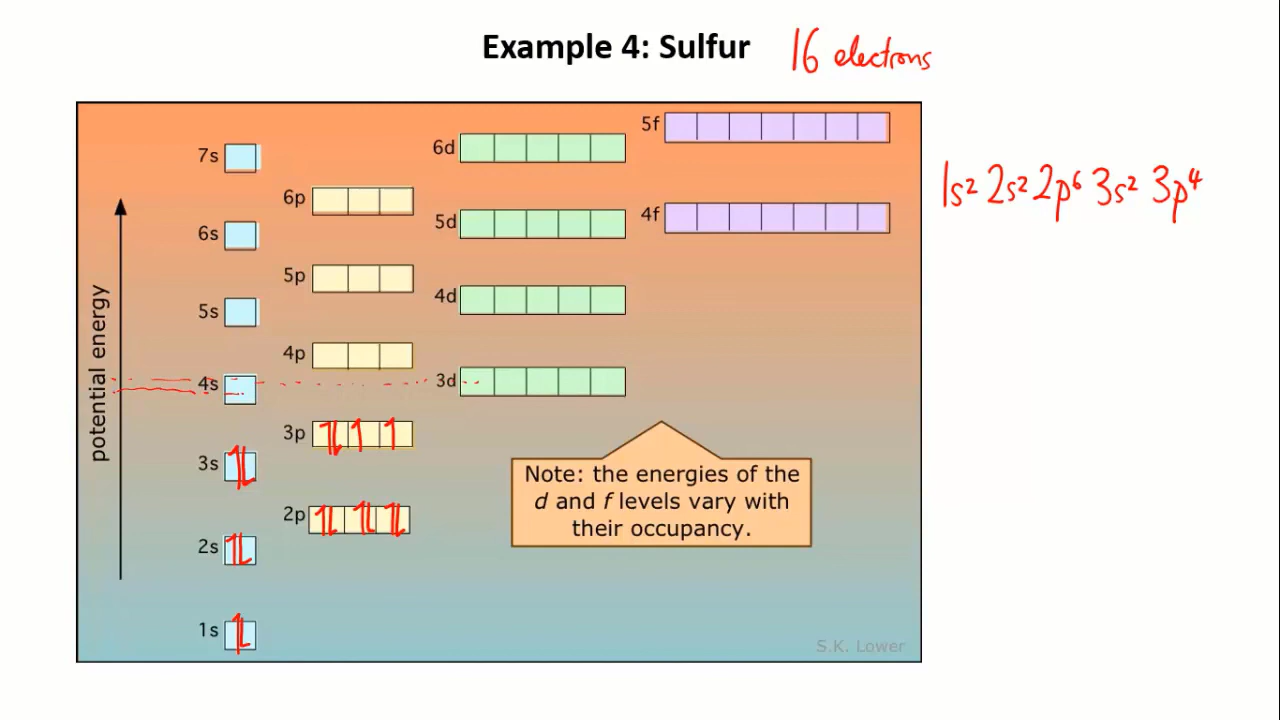 Example 4: Sulfur 16 electrons
5f
6d
7s
1s² 2s² 2p⁶ 3s² 3p⁴
6p
4f
5d
6s
5p
4d
5s
4p
3d
4s
potential energy
3p
3s
Note: the energies of the
d and f levels vary with
their occupancy.
2p
2s
1s
S.K. Lower